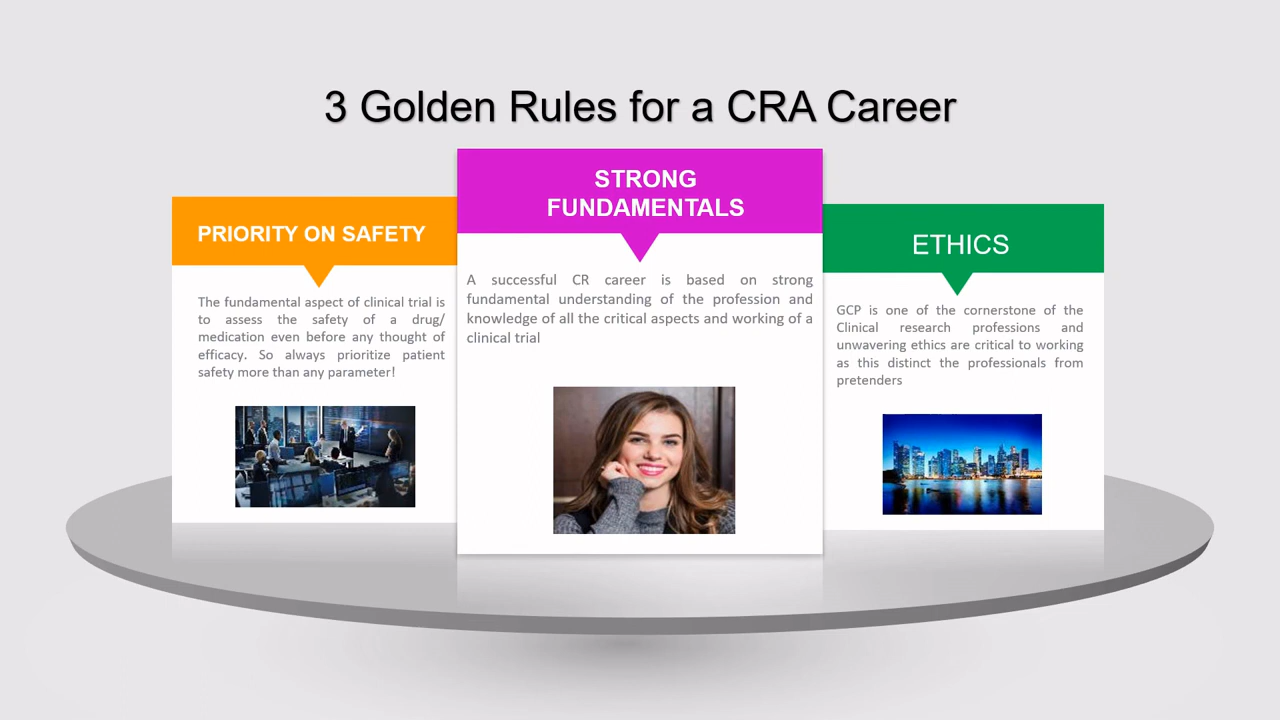 3 Golden Rules for a CRA Career
PRIORITY ON SAFETY
The fundamental aspect of clinical trial is
to assess the safety of a drug/
medication even before any thought of
efficacy. So always prioritize patient
safety more than any parameter!
STRONG
FUNDAMENTALS
A successful CR career is based on strong
fundamental understanding of the profession and
knowledge of all the critical aspects and working of a
clinical trial
ETHICS
GCP is one of the cornerstone of the
Clinical research professions and
unwavering ethics are critical to working
as this distinct the professionals from
pretenders